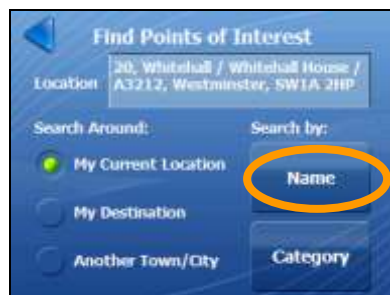 Find Points of Interest
Location
20, Whitehall / Whitehall House /
A3212, Westminster, SW1A 2HP
Search Around:
Search by:
My Current Location
Name
My Destination
Another Town/City
Category